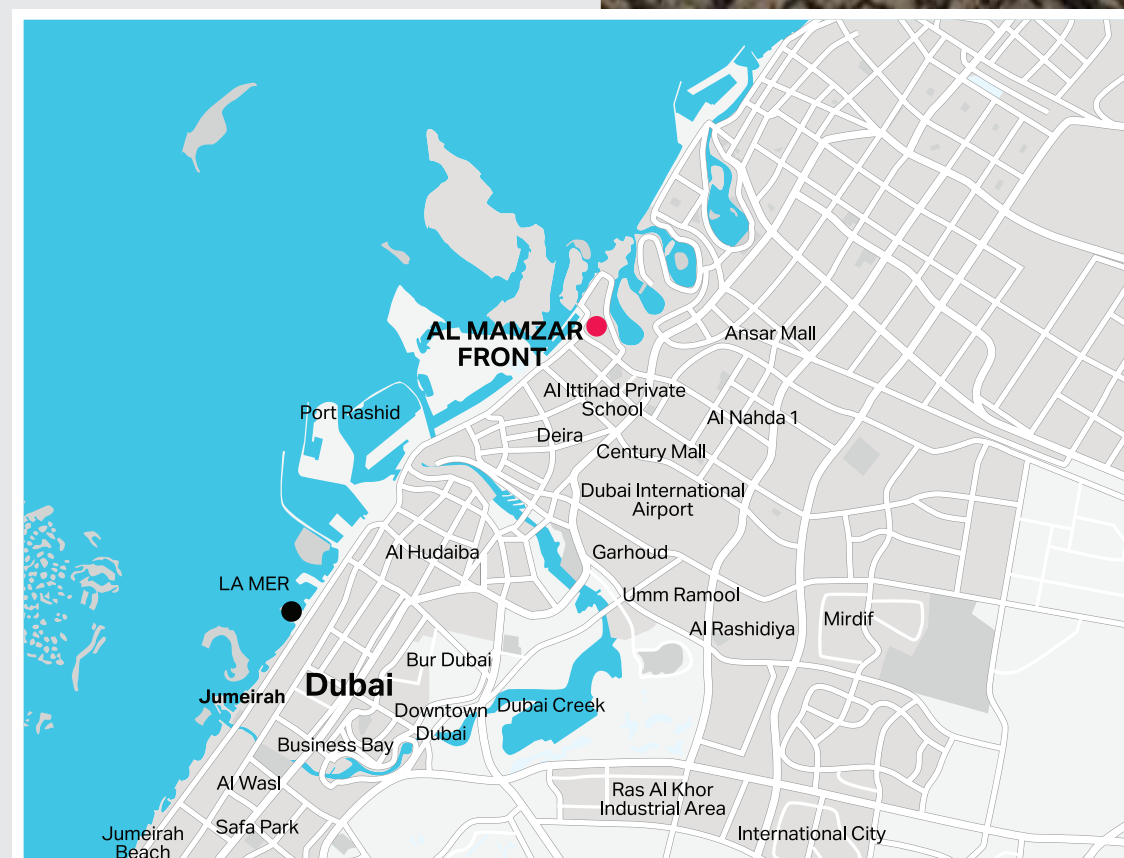 AL MAMZAR
FRONT
Ansar Mall
Al Ittihad Private
School
Port Rashid
Al Nahda 1
Deira
Century Mall
Dubai International
Airport
Al Hudaiba
Garhoud
LA MER
Umm Ramool
Al Rashidiya
Mirdif
Bur Dubai
Dubai
Jumeirah
Downtown
Dubai
Dubai Creek
Business Bay
Al Wasl
Ras Al Khor
Industrial Area
Safa Park
Jumeirah
Beach
International City